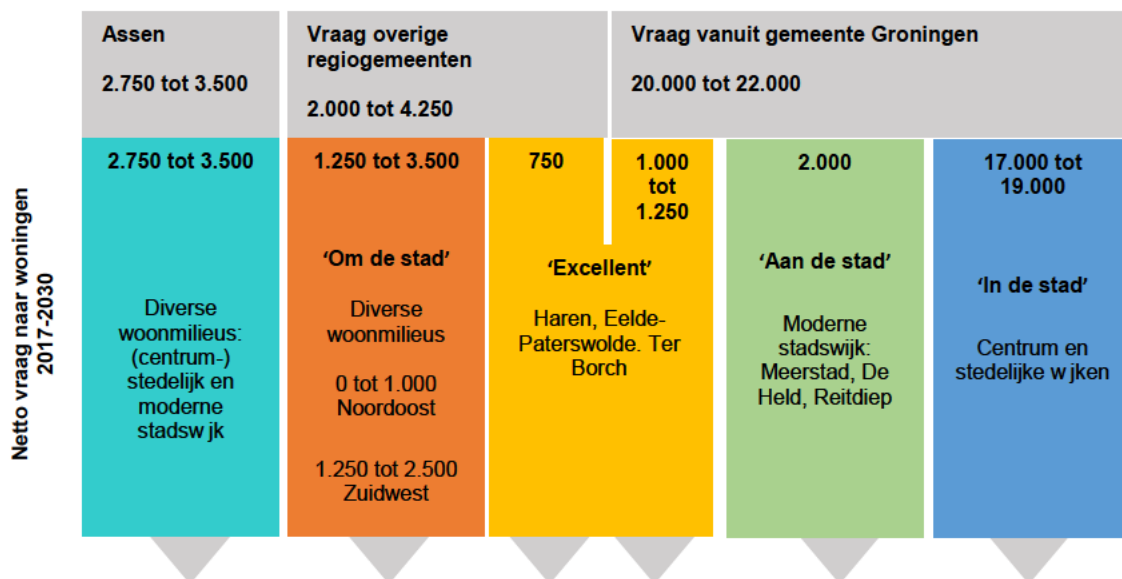 Netto vraag naar woningen
2017-2030
Assen
2.750 tot 3.500
Vraag overige
regiogemeenten
2.000 tot 4.250
Vraag vanuit gemeente Groningen
20.000 tot 22.000
2.750 tot 3.500
Diverse
woonmilieus:
(centrum-)
stedelijk en
moderne
stadsw jk
1.250 tot 3.500
‘Om de stad’
Diverse
woonmilieus
0 tot 1.000
Noordoost
1.250 tot 2.500
Zuidwest
750
1.000
tot
1.250
‘Excellent’
Haren, Eelde-
Paterswolde. Ter
Borch
2.000
‘Aan de stad’
Moderne
stadswijk:
Meerstad, De
Held, Reitdiep
17.000 tot
19.000
‘In de stad’
Centrum en
stedelijke w jken